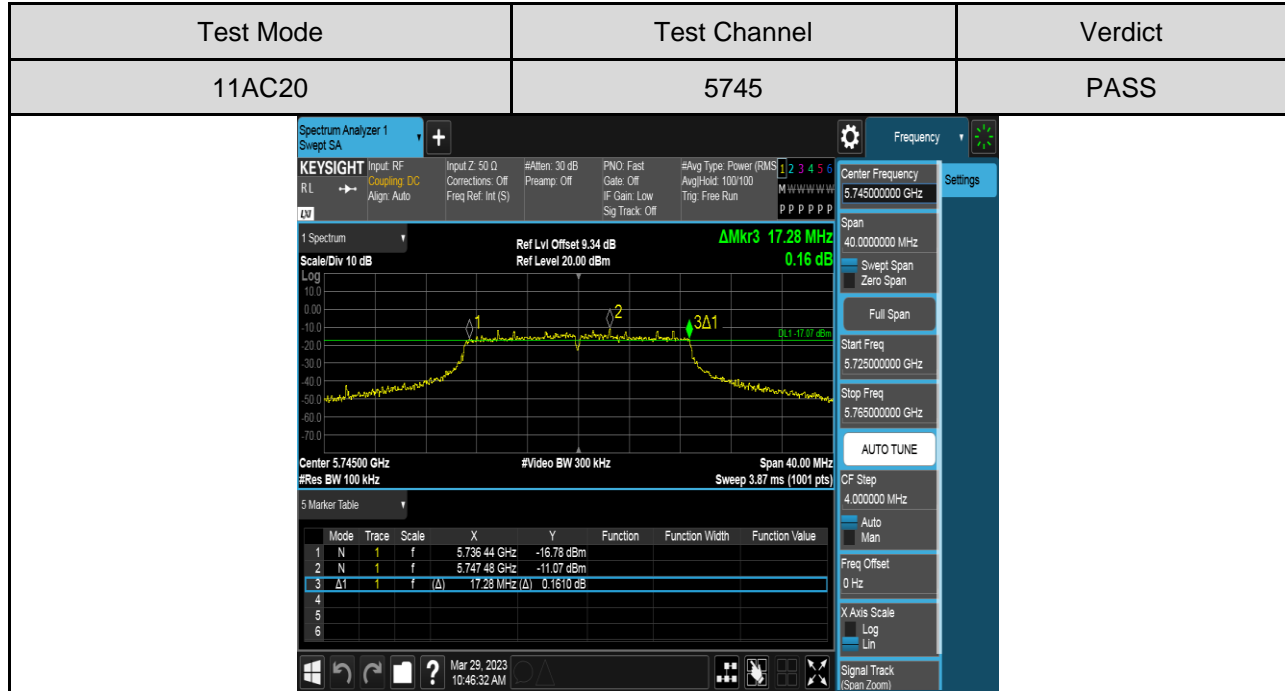 Test Mode Test Channel Verdict
11AC20 5745 PASS
Spectrum Analyzer 1
Swept SA
+
Frequency
KEYSIGHT Input: RF Input Z: 50 Ω #Atten: 30 dB PNO: Fast #Avg Type: Power (RMS 1 2 3 4 5 6
RL Coupling: DC Corrections: Off Preamp: Off Gate: Off Avg|Hold: 100/100 M W W W W W
Align: Auto Freq Ref: Int (S) IF Gain: Low Trig: Free Run
LXI Sig Track: Off P P P P P P
1 Spectrum Ref Lvl Offset 9.34 dB ΔMkr3 17.28 MHz
Scale/Div 10 dB Ref Level 20.00 dBm 0.16 dB
Log
10.0
0.00
-10.0
-20.0
-30.0
-40.0
-50.0
-60.0
-70.0
1
2
3Δ1
DL1 -17.07 dBm
Center 5.74500 GHz #Video BW 300 kHz Span 40.00 MHz
#Res BW 100 kHz Sweep 3.87 ms (1001 pts)
5 Marker Table
Mode Trace Scale X Y Function Function Width Function Value
1 N 1 f 5.736 44 GHz -16.78 dBm
2 N 1 f 5.747 48 GHz -11.07 dBm
3 Δ1 1 f (Δ) 17.28 MHz (Δ) 0.1610 dB
4
5
6
?
Mar 29, 2023
10:46:32 AM
Settings
Center Frequency
5.745000000 GHz
Span
40.0000000 MHz
Swept Span
Zero Span
Full Span
Start Freq
5.725000000 GHz
Stop Freq
5.765000000 GHz
AUTO TUNE
CF Step
4.000000 MHz
Auto
Man
Freq Offset
0 Hz
X Axis Scale
Log
Lin
Signal Track
(Span Zoom)